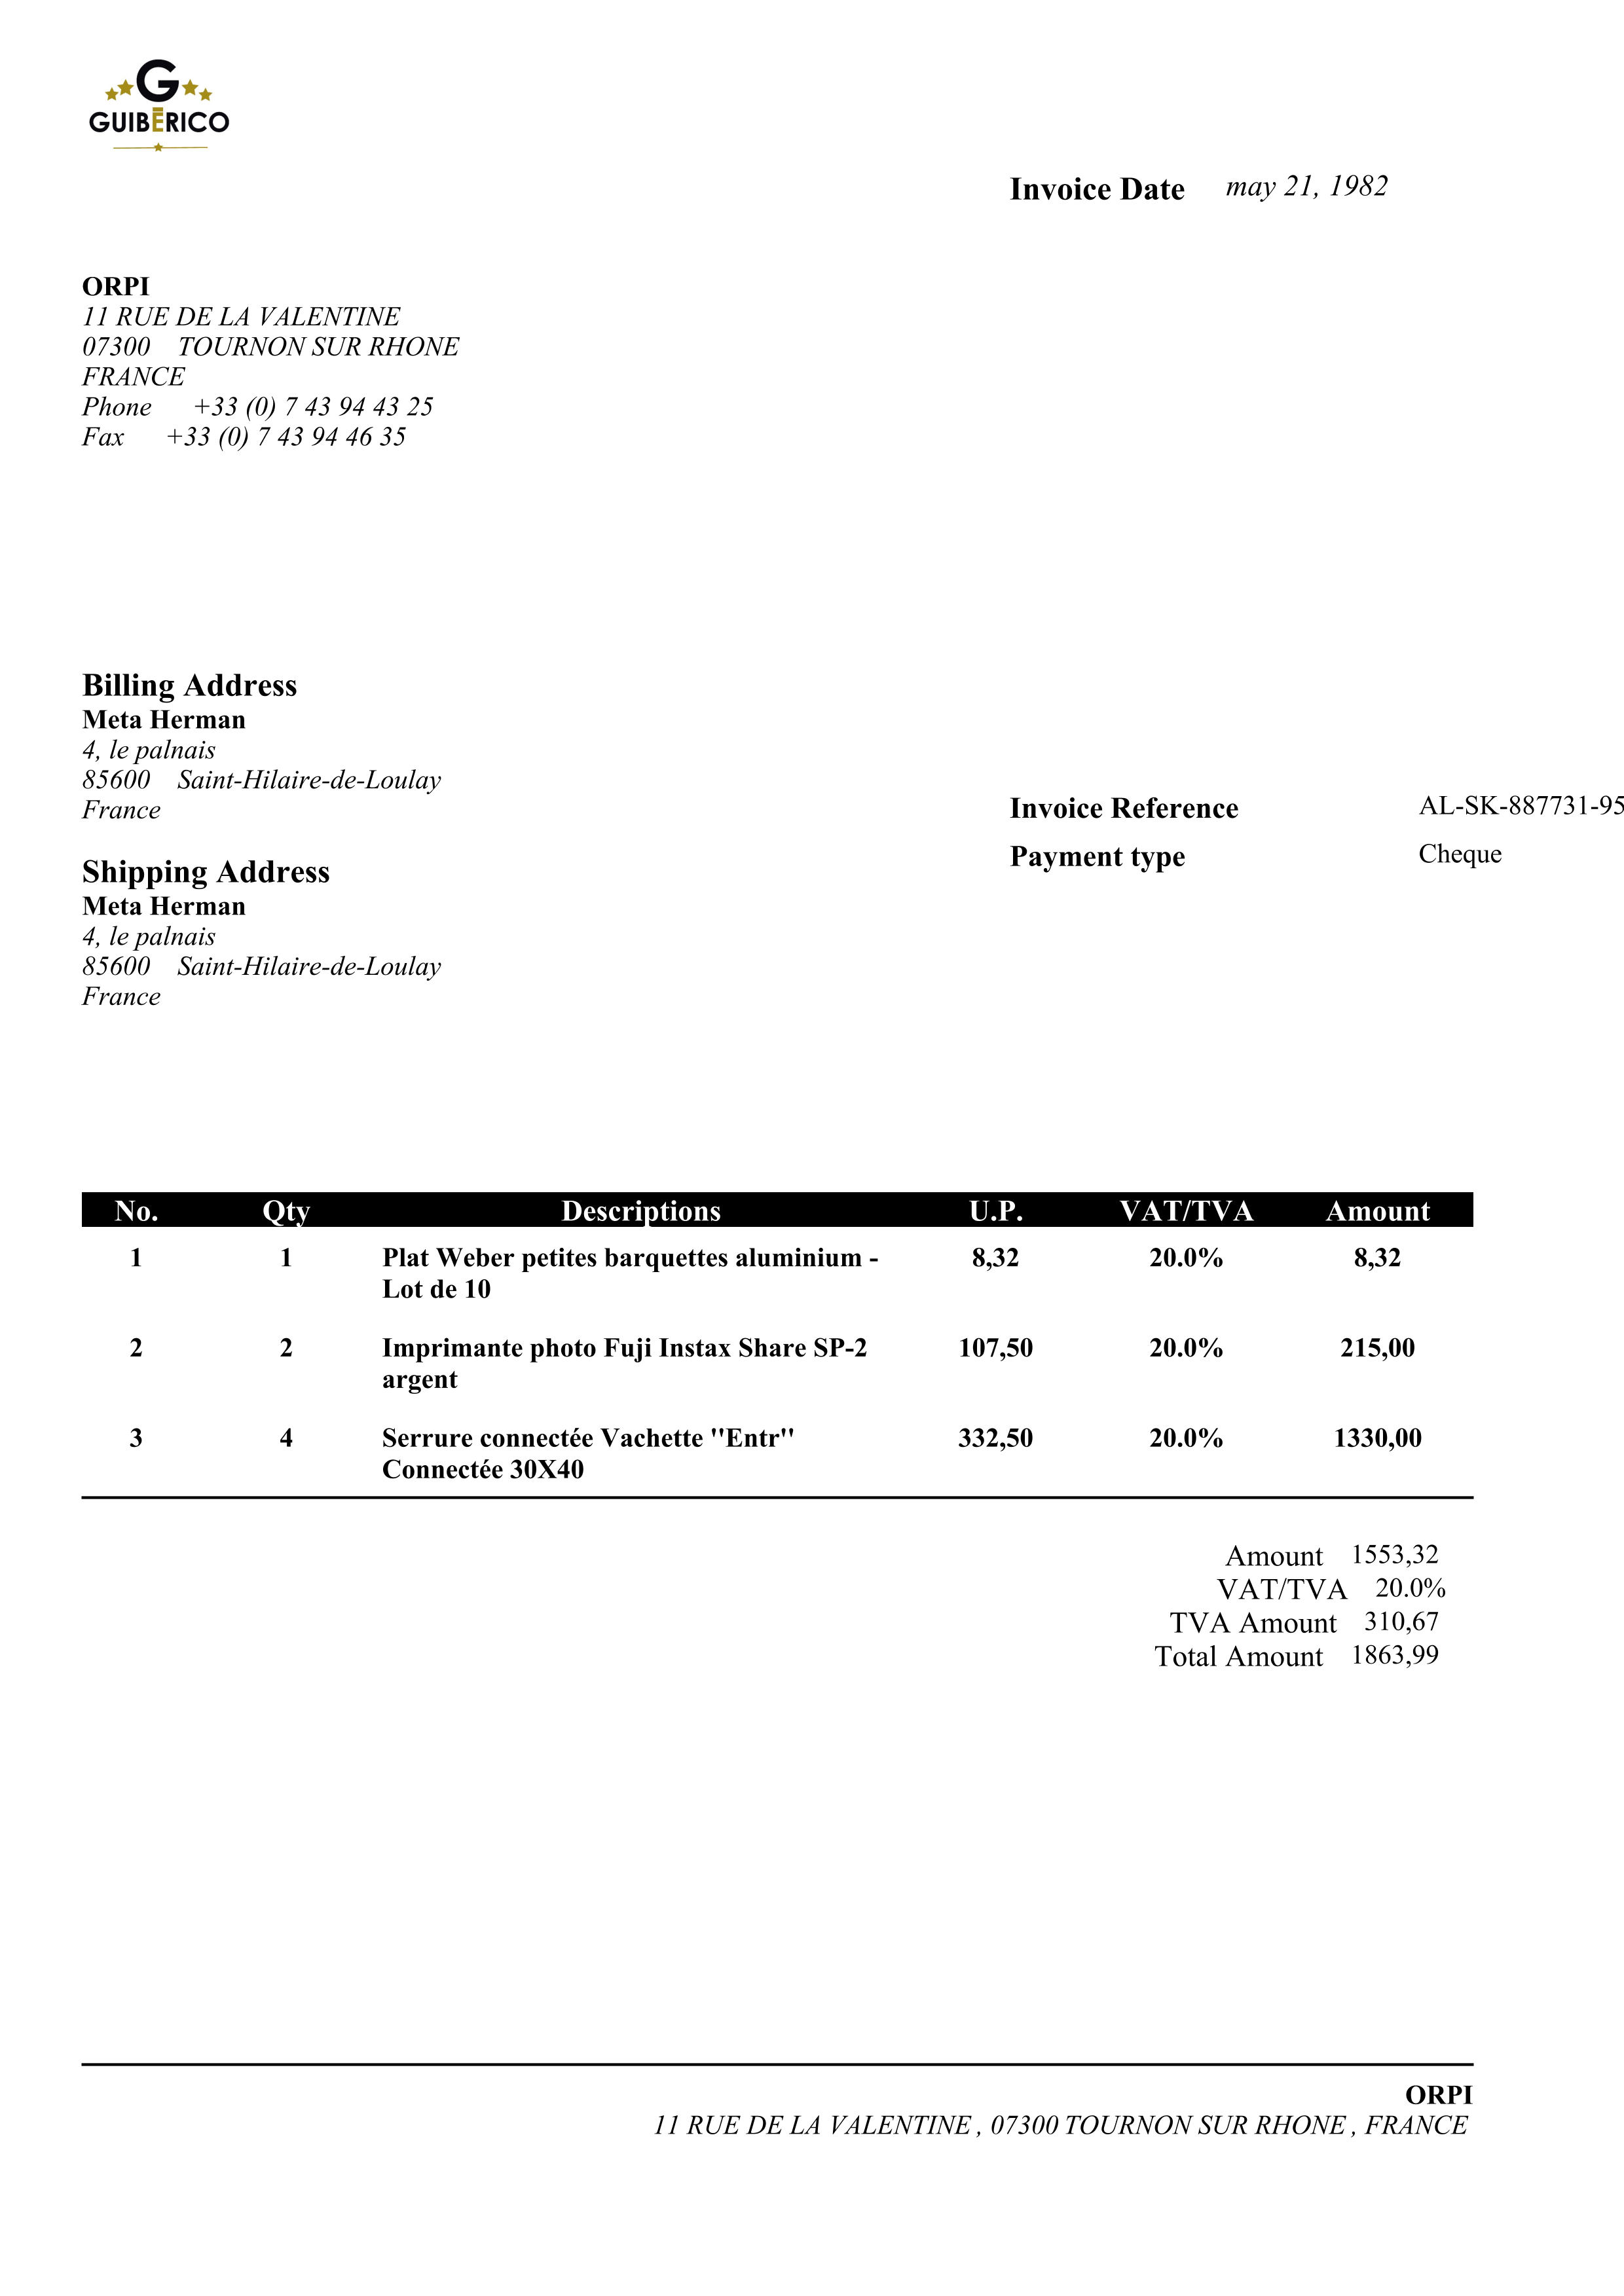 G
GUIBERICO
Invoice Date may 21, 1982
ORPI
11 RUE DE LA VALENTINE
07300 TOURNON SUR RHONE
FRANCE
Phone +33 (0) 7 43 94 43 25
Fax +33 (0) 7 43 94 46 35
Billing Address
Meta Herman
4, le palnais
85600 Saint-Hilaire-de-Loulay
France
Invoice Reference AL-SK-887731-95
Payment type Cheque
Shipping Address
Meta Herman
4, le palnais
85600 Saint-Hilaire-de-Loulay
France
No. Qty Descriptions U.P. VAT/TVA Amount
1 1 Plat Weber petites barquettes aluminium - 8,32 20.0% 8,32
Lot de 10
2 2 Imprimante photo Fuji Instax Share SP-2 107,50 20.0% 215,00
argent
3 4 Serrure connectée Vachette "Entr" 332,50 20.0% 1330,00
Connectée 30X40
Amount 1553,32
VAT/TVA 20.0%
TVA Amount 310,67
Total Amount 1863,99
ORPI
11 RUE DE LA VALENTINE , 07300 TOURNON SUR RHONE , FRANCE